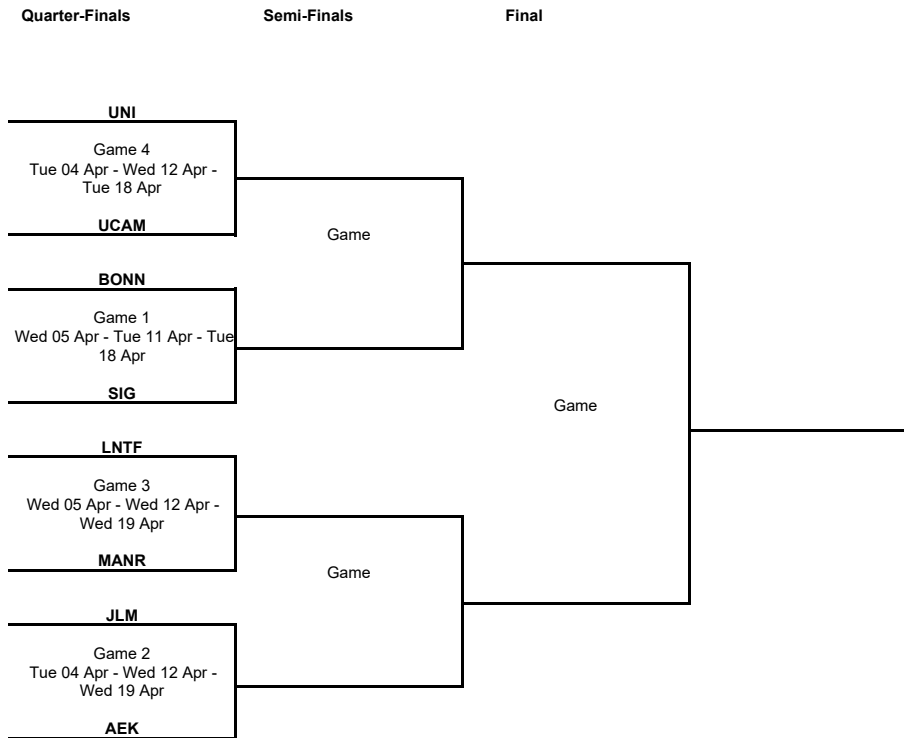 Quarter-Finals Semi-Finals Final
UNI
Game 4
Tue 04 Apr - Wed 12 Apr -
Tue 18 Apr
UCAM
Game
BONN
Game 1
Wed 05 Apr - Tue 11 Apr - Tue
18 Apr
SIG
Game
LNTF
Game 3
Wed 05 Apr - Wed 12 Apr -
Wed 19 Apr
MANR
Game
JLM
Game 2
Tue 04 Apr - Wed 12 Apr -
Wed 19 Apr
AEK